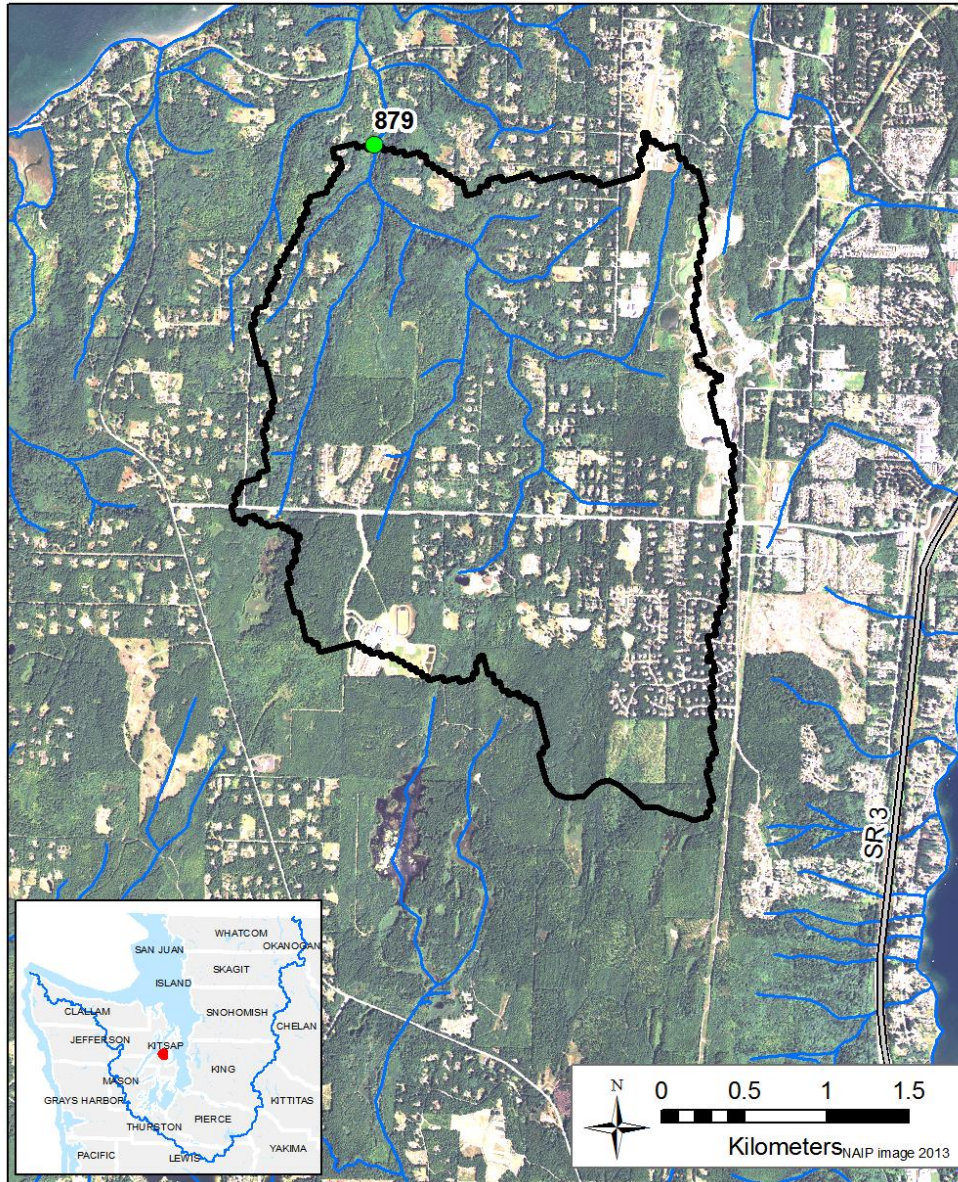 879
SR 3
WHATCOM
OKANOGAN
SAN JUAN
SKAGIT
ISLAND
SNOHOMISH
CLALLAM
CHELAN
JEFFERSON
KITSAP
KING
MASON
GRAYS HARBOR
KITTITAS
PIERCE
THURSTON
YAKIMA
PACIFIC
LEWIS
N
0 0.5 1 1.5
Kilometers
NAIP image 2013